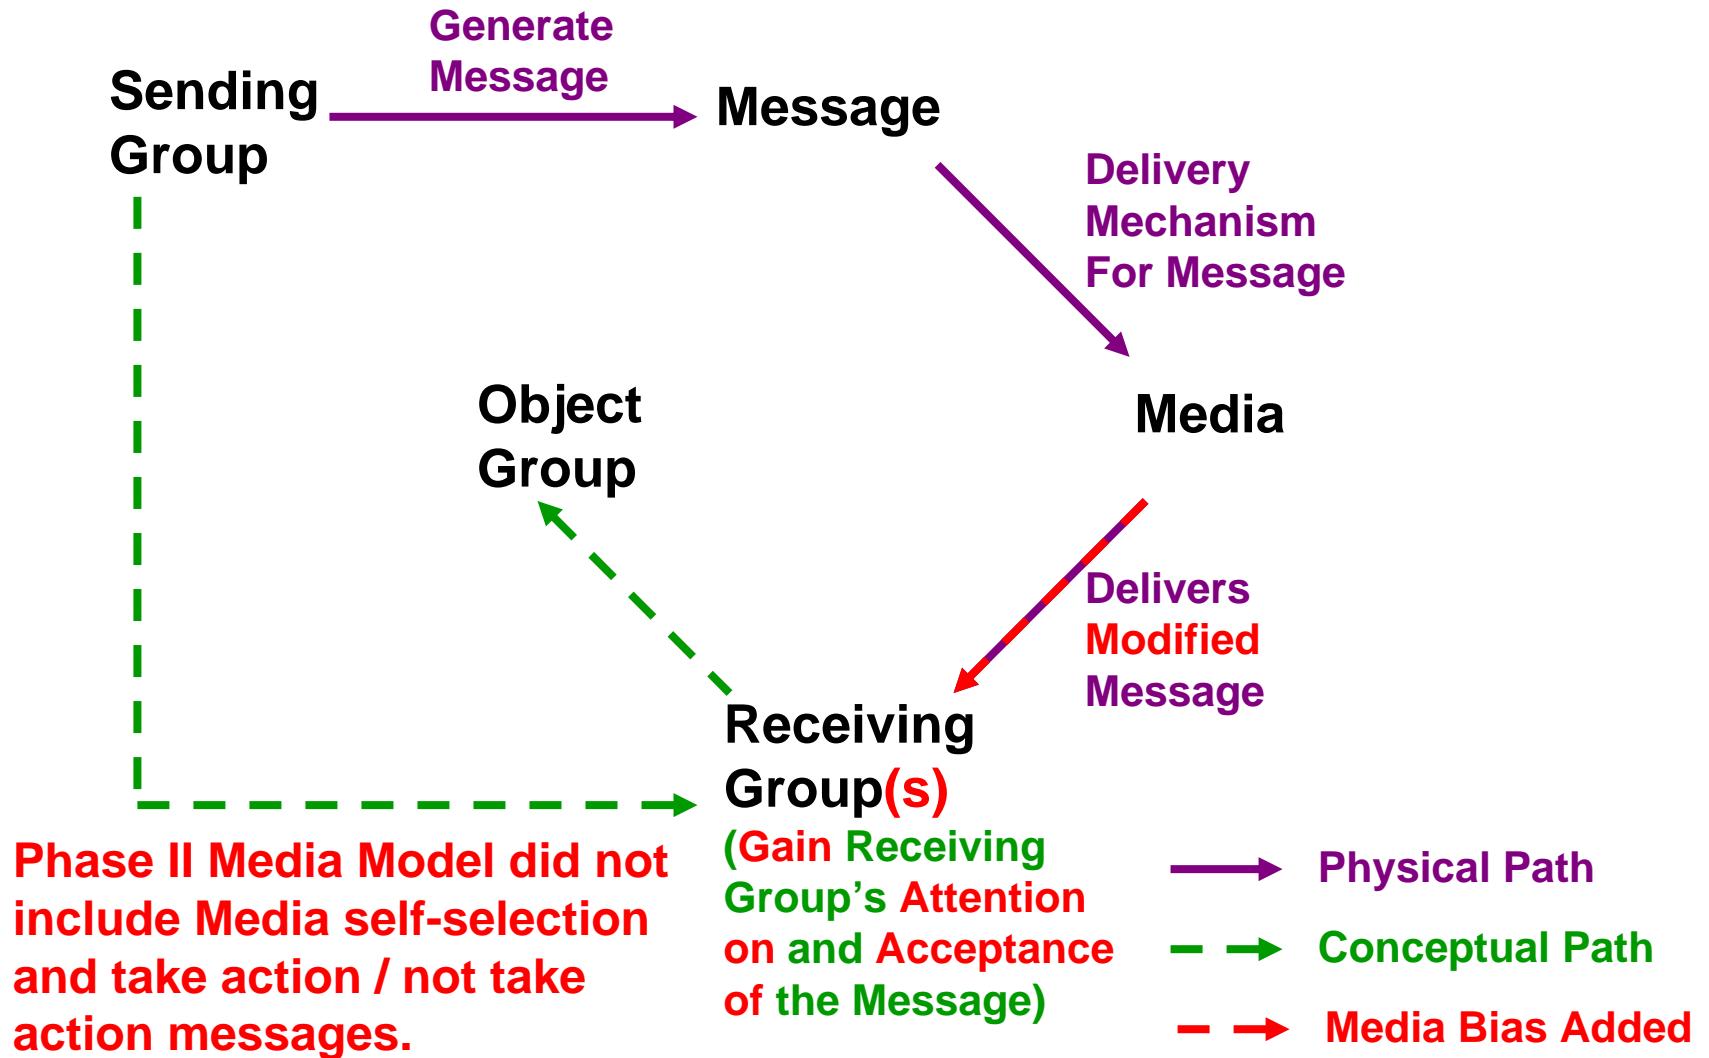 Generate
Message
Sending
Group
Message
Delivery
Mechanism
For Message
Object
Group
Media
Delivers
Modified
Message
Receiving
Group(s)
(Gain Receiving
Group’s Attention
on and Acceptance
of the Message)
Phase II Media Model did not
include Media self-selection
and take action / not take
action messages.
Physical Path
Conceptual Path
Media Bias Added